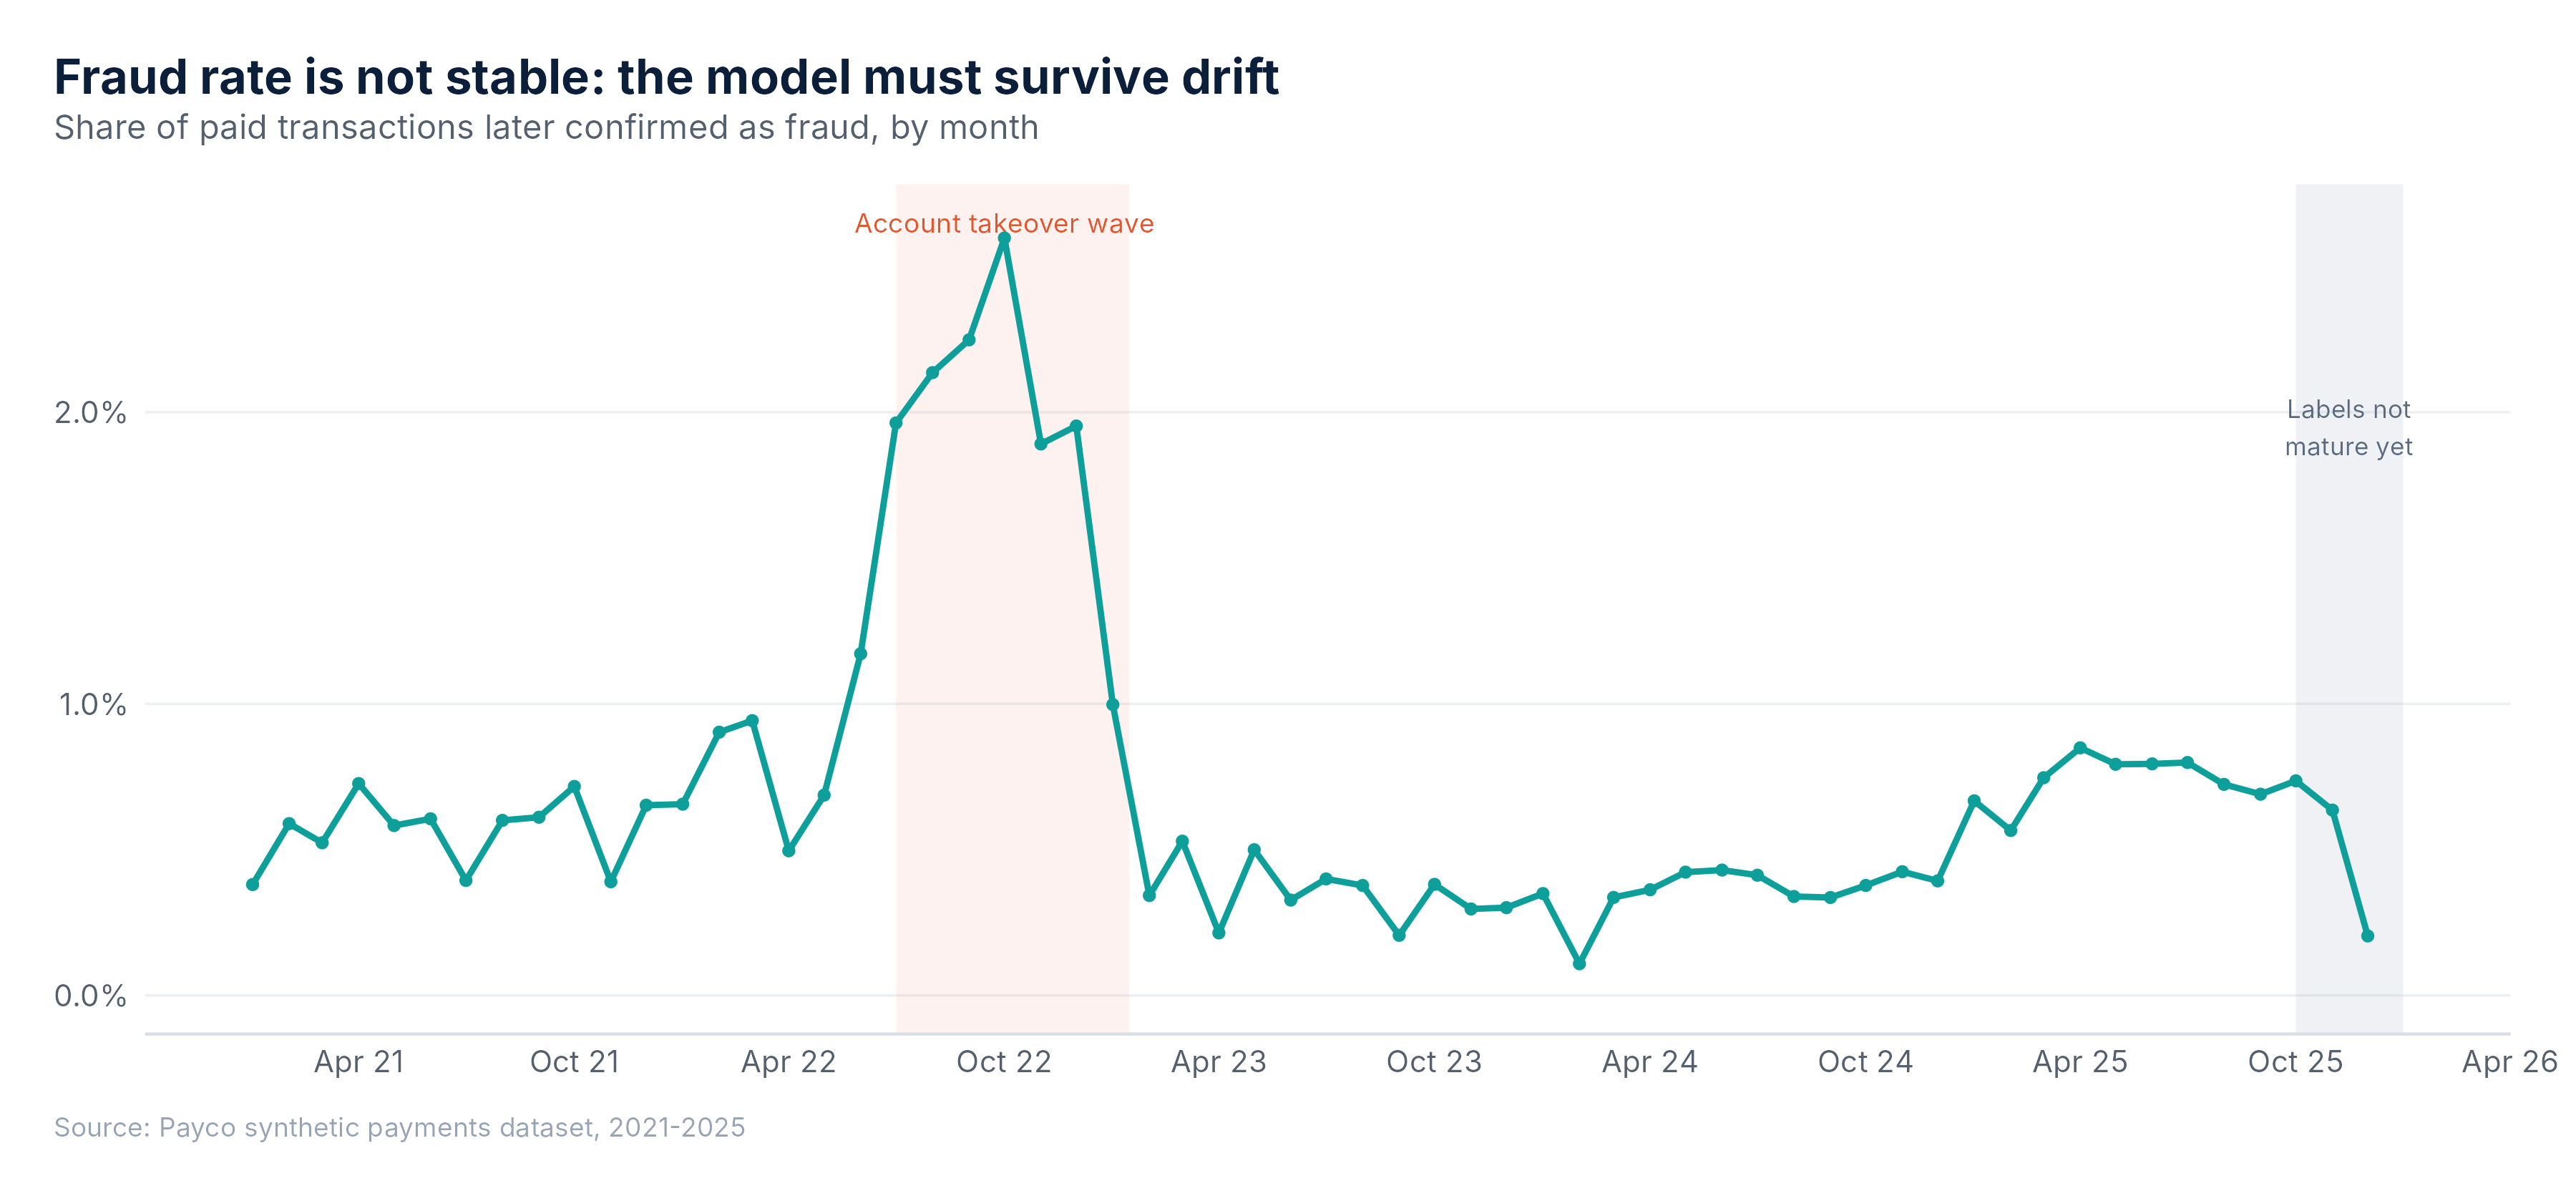 Fraud rate is not stable: the model must survive drift
Share of paid transactions later confirmed as fraud, by month
Account takeover wave
2.0%
Labels not
mature yet
1.0%
0.0%
Apr 21
Oct 21
Apr 22
Oct 22
Apr 23
Oct 23
Apr 24
Oct 24
Apr 25
Oct 25
Apr 26
Source: Payco synthetic payments dataset, 2021-2025